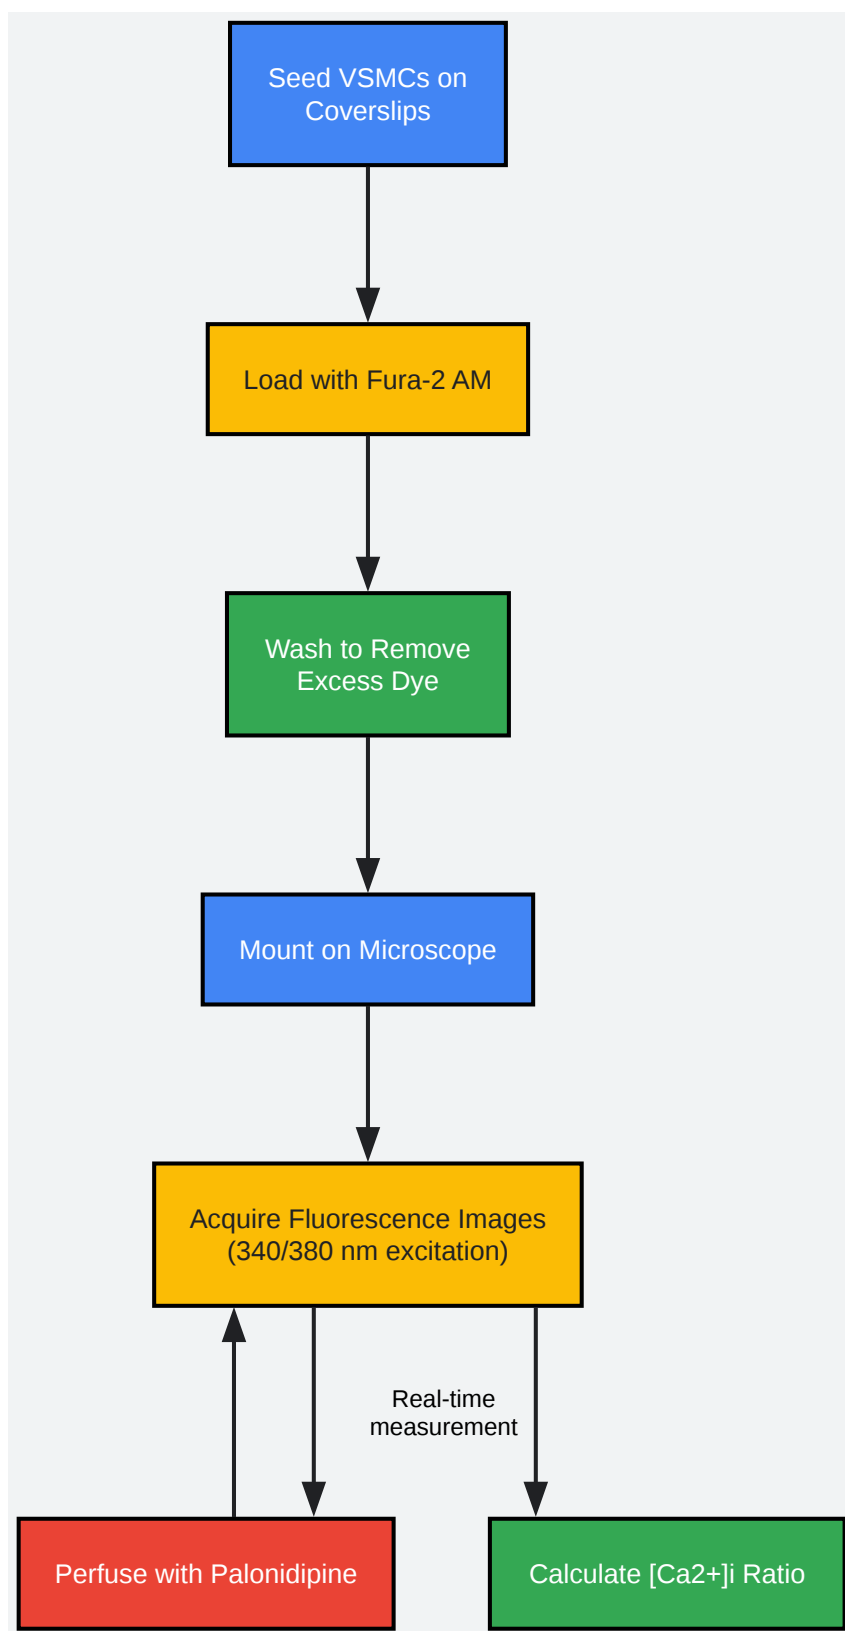 Seed VSMCs on
Coverslips
Load with Fura-2 AM
Wash to Remove
Excess Dye
Mount on Microscope
Acquire Fluorescence Images
(340/380 nm excitation)
Real-time
measurement
Perfuse with Palonidipine
Calculate [Ca2+]i Ratio